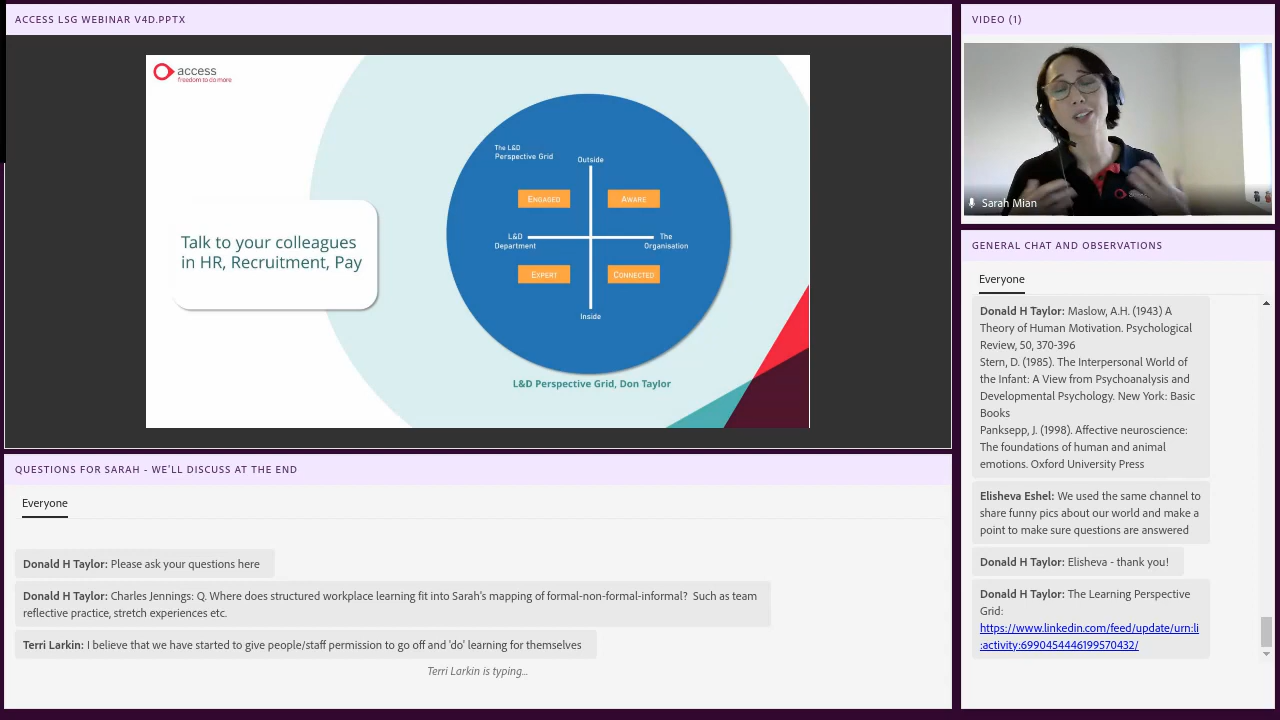 ACCESS LSG WEBINAR V4D.PPTX
access
freedom to do more
Talk to your colleagues
in HR, Recruitment, Pay
The L&D
Perspective Grid
Outside
ENGAGED
AWARE
L&D
Department
The
Organisation
EXPERT
CONNECTED
Inside
L&D Perspective Grid, Don Taylor
VIDEO (1)
Sarah Mian
GENERAL CHAT AND OBSERVATIONS
Everyone
Donald H Taylor: Maslow, A.H. (1943) A
Theory of Human Motivation. Psychological
Review, 50, 370-396
Stern, D. (1985). The Interpersonal World of
the Infant: A View from Psychoanalysis and
Developmental Psychology. New York: Basic
Books
Panksepp, J. (1998). Affective neuroscience:
The foundations of human and animal
emotions. Oxford University Press
Elisheva Eshel: We used the same channel to
share funny pics about our world and make a
point to make sure questions are answered
Donald H Taylor: Elisheva - thank you!
Donald H Taylor: The Learning Perspective
Grid:
https://www.linkedin.com/feed/update/urn:li
:activity:6990454446199570432/
QUESTIONS FOR SARAH - WE'LL DISCUSS AT THE END
Everyone
Donald H Taylor: Please ask your questions here
Donald H Taylor: Charles Jennings: Q. Where does structured workplace learning fit into Sarah's mapping of formal-non-formal-informal?  Such as team
reflective practice, stretch experiences etc.
Terri Larkin: I believe that we have started to give people/staff permission to go off and 'do' learning for themselves
Terri Larkin is typing...